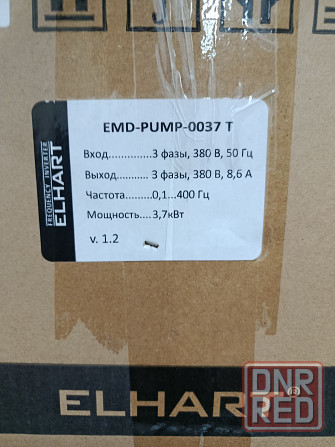 FREQUENCY INVERTER
ELHART
EMD-PUMP-0037 T
Вход..............3 фазы, 380 В, 50 Гц
Выход...........3 фазы, 380 В, 8,6 А
Частота.........0,1...400 Гц
Мощность....3,7кВт
v. 1.2
ELHART®
DNR
RED